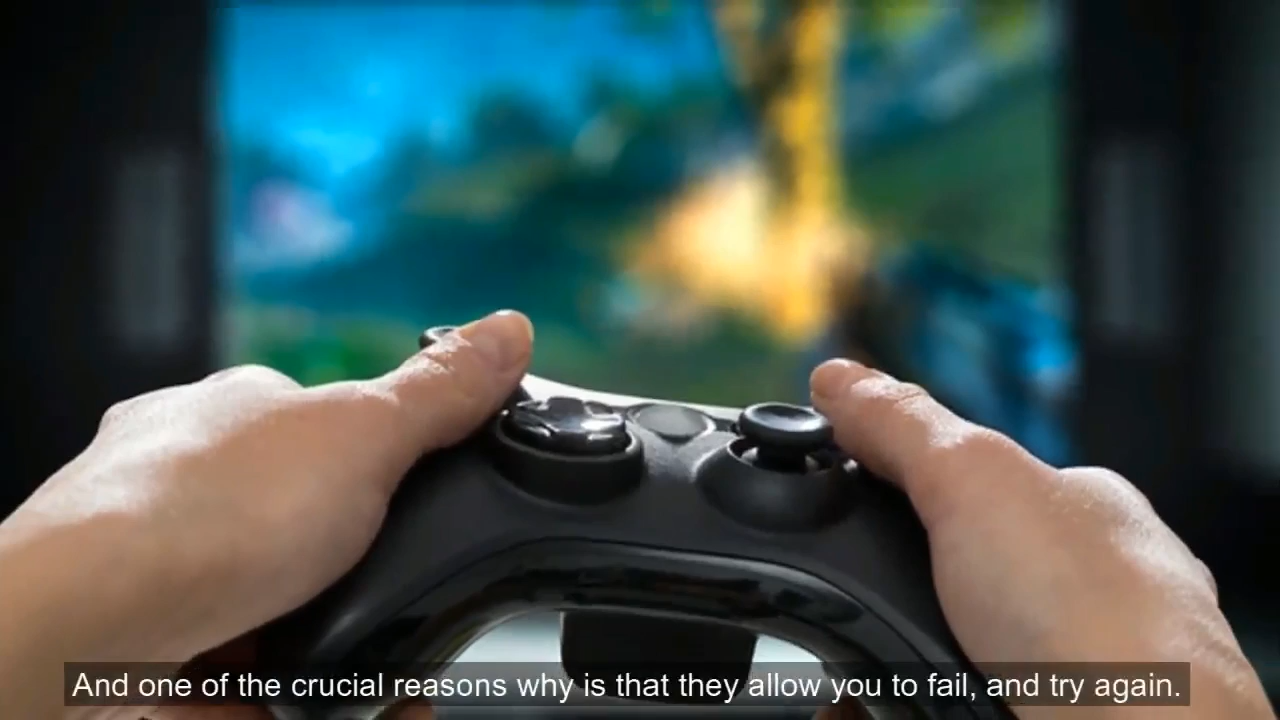 And one of the crucial reasons why is that they allow you to fail, and try again.